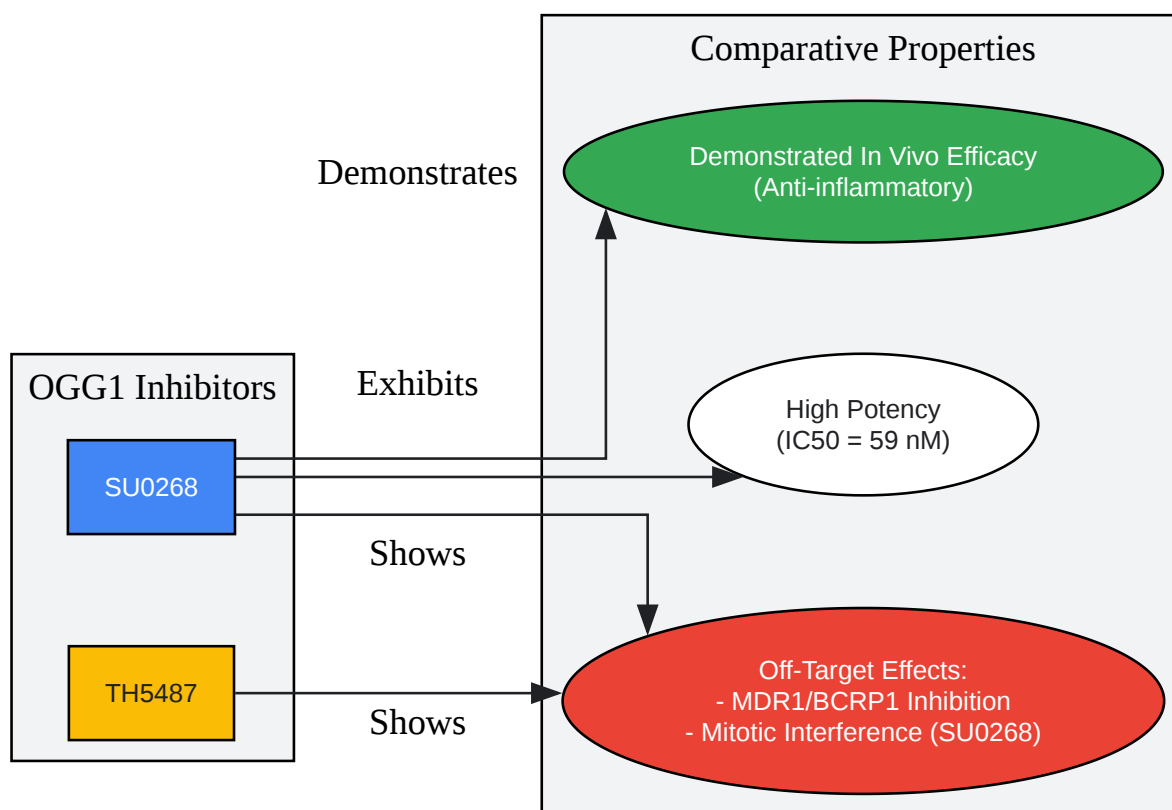 Comparative Properties
Demonstrated In Vivo Efficacy
(Anti-inflammatory)
Demonstrates
OGG1 Inhibitors
Exhibits
High Potency
(IC50 = 59 nM)
SU0268
Shows
TH5487
Shows
Off-Target Effects:
- MDR1/BCRP1 Inhibition
- Mitotic Interference (SU0268)